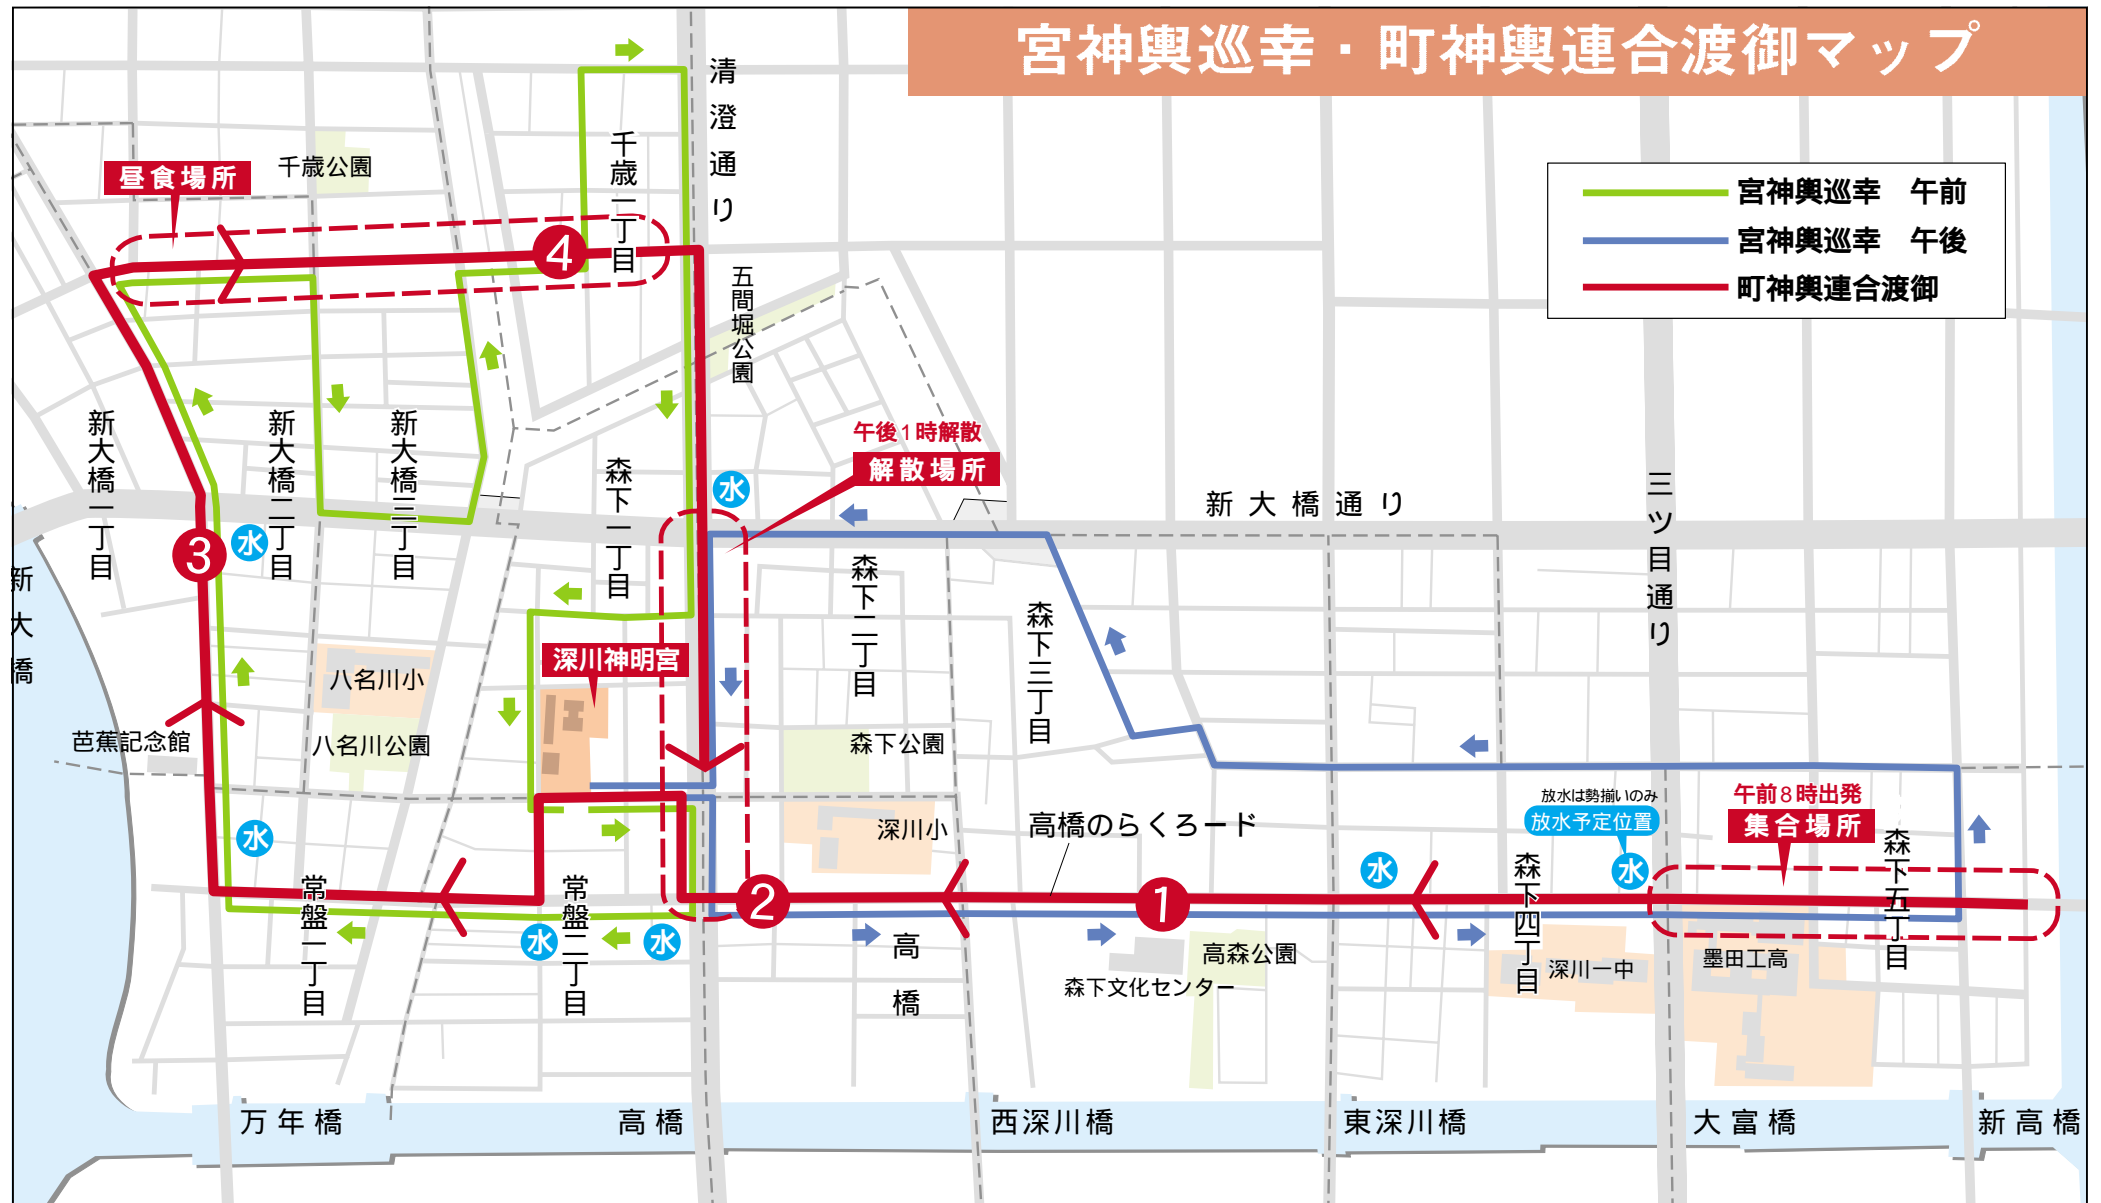 宮神輿巡幸・町神輿連合渡御マップ
宮神輿巡幸　午前
宮神輿巡幸　午後
町神輿連合渡御
清澄通り
千歳一丁目
千歳公園
昼食場所
4
五間堀公園
新大橋一丁目
新大橋二丁目
新大橋三丁目
森下一丁目
午後1時解散
解散場所
水
新大橋通り
三ツ目通り
3
水
新大橋
森下二丁目
森下三丁目
深川神明宮
八名川小
八名川公園
芭蕉記念館
森下公園
深川小
高橋のらくろード
放水は勢揃いのみ
放水予定位置
水
午前8時出発
集合場所
森下五丁目
水
水
森下四丁目
常盤一丁目
常盤二丁目
水
水
2
1
高橋
森下文化センター
高森公園
深川一中
墨田工高
万年橋
高橋
西深川橋
東深川橋
大富橋
新高橋